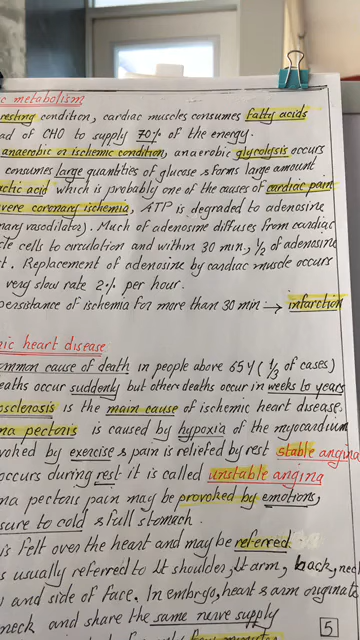 c metabolism
resting condition, cardiac muscles consumes fatty acids
ad of CHO to supply 70% of the energy.
anaerobic or ischemic condition, anaerobic glycolysis occurs
consumes large quantities of glucose & forms large amount
actic acid which is probably one of the causes of cardiac pain
vere coronary ischemia, ATP is degraded to adenosine
nary vasodilator). Much of adenosine diffuses from cardiac
cle cells to circulation and within 30 min, 1/2 of adenosine
t. Replacement of adenosine by cardiac muscle occurs
very slow rate 2% per hour.
persistance of ischemia for more than 30 min → infarction
ic heart disease
ommon cause of death in people above 65 Y (1/3 of cases)
eaths occur suddenly but other deaths occur in weeks to years
osclerosis is the main cause of ischemic heart disease.
na pectoris is caused by hypoxia of the myocardium
voked by exercise & pain is reliefed by rest stable angina
occurs during rest it is called unstable angina
na pectoris pain may be provoked by emotions,
sure to cold & full stomach.
is felt over the heart and may be referred.
s usually referred to Lt shoulder, Lt arm, back, neck
y and side of face. In embryo, heart & arm originate
neck and share the same nerve supply
5